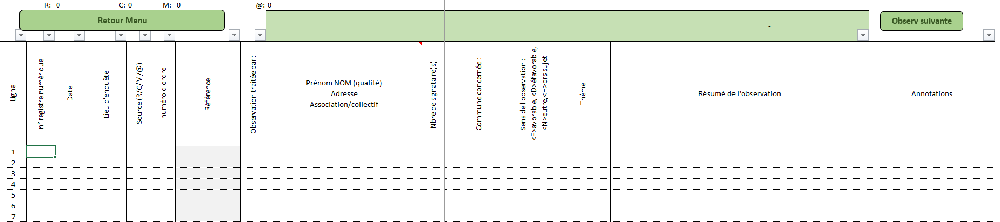 R: 0 C: 0 M: 0 @: 0
Retour Menu
-
Observ suivante
Ligne
n° registre numérique
Date
Lieu d'enquête
Source (R/C/M/@)
numéro d'ordre
Référence
Observation traitée par :
Prénom NOM (qualité)
Adresse
Association/collectif
Nbre de signataire(s)
Commune concernée :
Sens de l'observation :
<F>avorable, <D>éfavorable,
<N>eutre,<H>ors sujet
Théme
Résumé de l'observation
Annotations
1
2
3
4
5
6
7